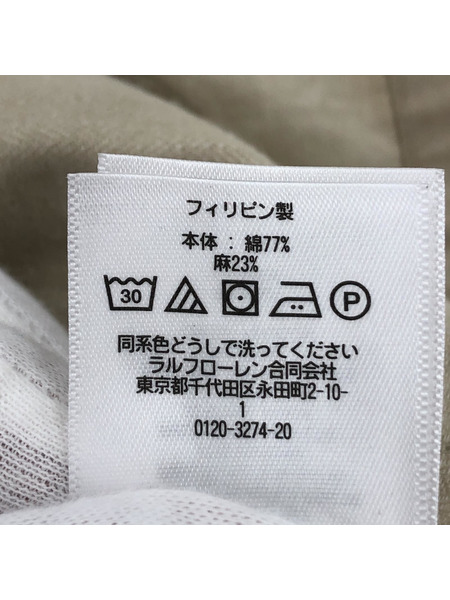 フィリピン製
本体 : 綿77%
麻23%
30 P
同系色どうしで洗ってください
ラルフローレン合同会社
東京都千代田区永田町2-10-
1
0120-3274-20